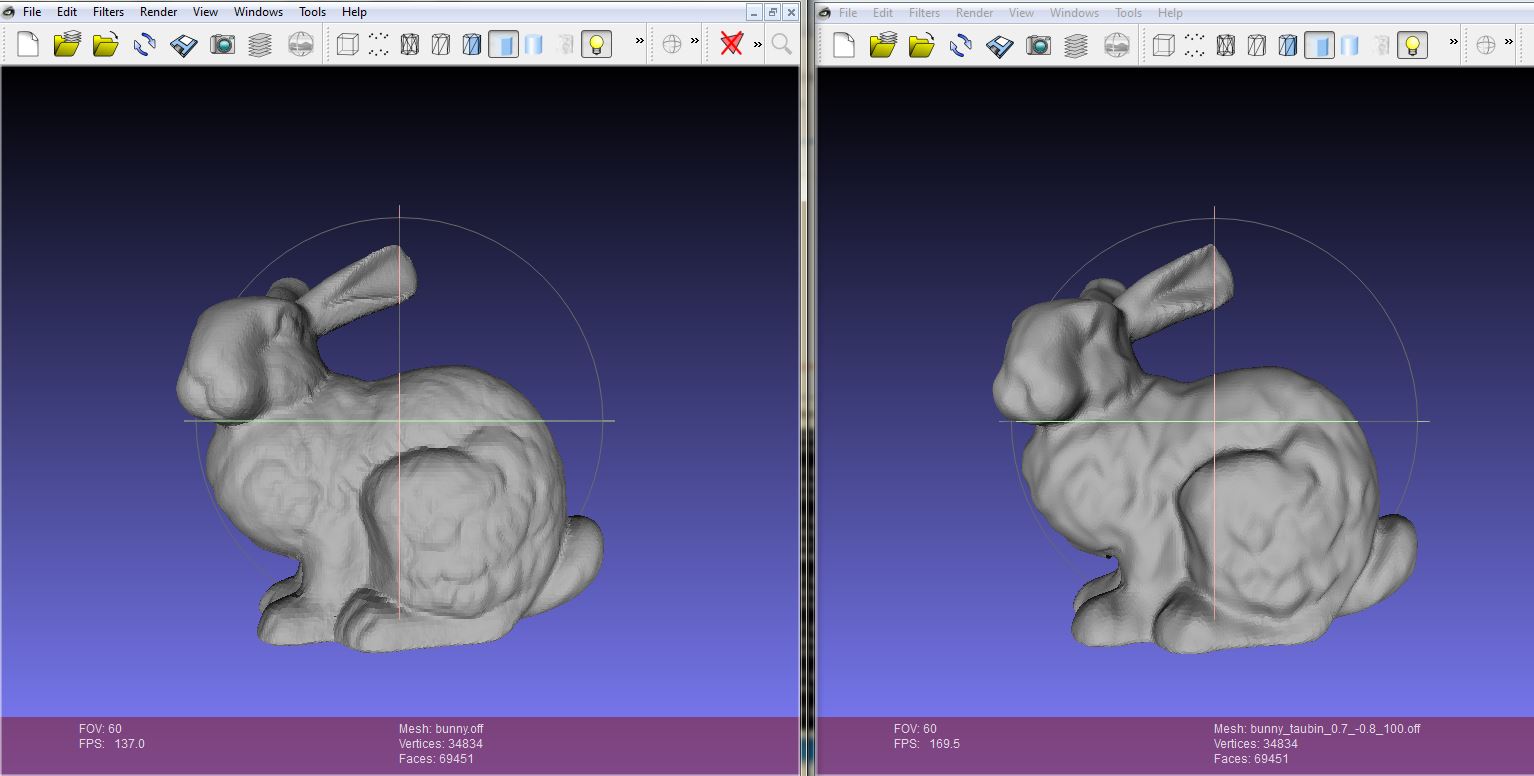 File Edit Filters Render View Windows Tools Help
FOV: 60
FPS: 137.0
Mesh: bunny.off
Vertices: 34834
Faces: 69451
File Edit Filters Render View Windows Tools Help
FOV: 60
FPS: 169.5
Mesh: bunny_taubin_0.7_-0.8_100.off
Vertices: 34834
Faces: 69451